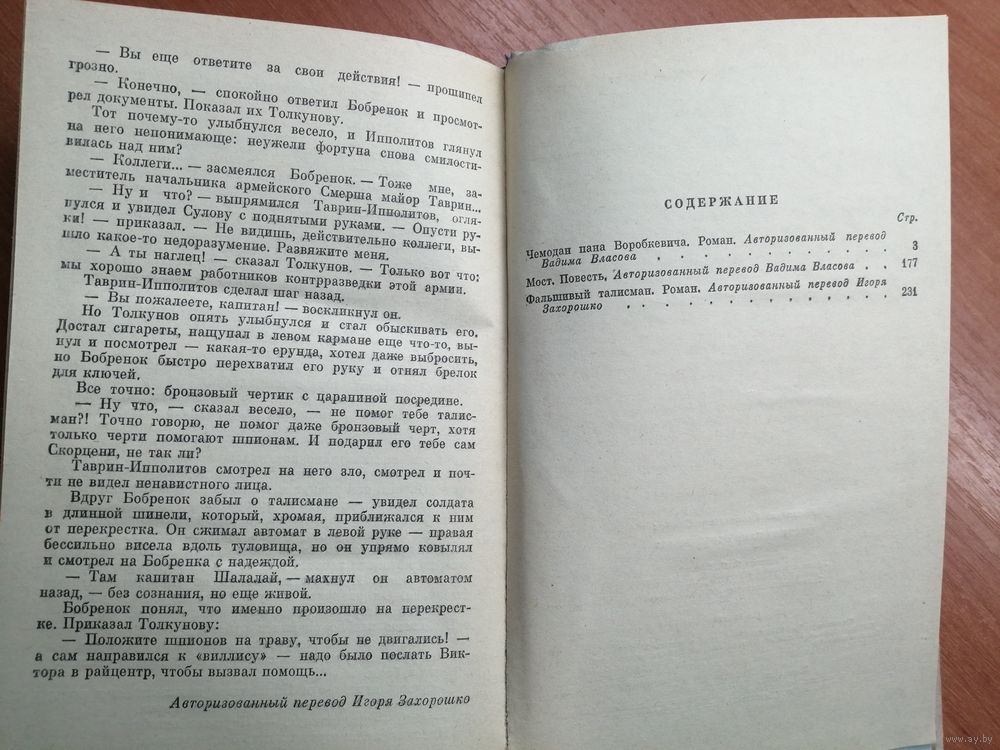 — Вы еще ответите за свои действия! — прошипел
грозно.
— Конечно, — спокойно ответил Бобренок и просмот-
рел документы. Показал их Толкунову.
Тот почему-то улыбнулся весело, и Ипполитов глянул
на него непонимающе: неужели фортуна снова смилости-
вилась над ним?
— Коллеги... — засмеялся Бобренок. — Тоже мне, за-
меститель начальника армейского Смерша майор Таврин...
— Ну и что? — выпрямился Таврин-Ипполитов, огля-
нулся и увидел Сулову с поднятыми руками. — Опусти ру-
ки! — приказал. — Не видишь, действительно коллеги, вы-
шло какое-то недоразумение. Развяжите меня.
— А ты наглец! — сказал Толкунов. — Только вот что:
мы хорошо знаем работников контрразведки этой армии.
Таврин-Ипполитов сделал шаг назад.
— Вы пожалеете, капитан! — воскликнул он.
Но Толкунов опять улыбнулся и стал обыскивать его.
Достал сигареты, нащупал в левом кармане еще что-то, вы-
нул и посмотрел — какая-то ерунда, хотел даже выбросить,
но Бобренок быстро перехватил его руку и отнял брелок
для ключей.
Все точно: бронзовый чертик с царапиной посредине.
— Ну что, — сказал весело, — не помог тебе талис-
ман?! Точно говорю, не помог даже бронзовый черт, хотя
только черти помогают шпионам. И подарил его тебе сам
Скорцени, не так ли?
Таврин-Ипполитов смотрел на него зло, смотрел и поч-
ти не видел ненавистного лица.
Вдруг Бобренок забыл о талисмане — увидел солдата
в длинной шинели, который, хромая, приближался к ним
от перекрестка. Он сжимал автомат в левой руке — правая
бессильно висела вдоль туловища, но он упрямо ковылял
и смотрел на Бобренка с надеждой.
— Там капитан Шаладай, — махнул он автоматом
назад, — без сознания, но еще живой.
Бобренок понял, что именно произошло на перекрест-
ке. Приказал Толкунову:
— Положите шпионов на траву, чтобы не двигались! —
а сам направился к «виллису» — надо было послать Вик-
тора в райцентр, чтобы вызвал помощь...
Авторизованный перевод Игоря Захорошко
СОДЕРЖАНИЕ
Стр.
Чемодан пана Воробкевича. Роман. Авторизованный перевод
Вадима Власова . . . . . . . . . . . . 3
Мост. Повесть, Авторизованный перевод Вадима Власова . . 177
Фальшивый талисман. Роман. Авторизованный перевод Игоря
Захорошко . . . . . . . . . . . . 231
www.ay.by